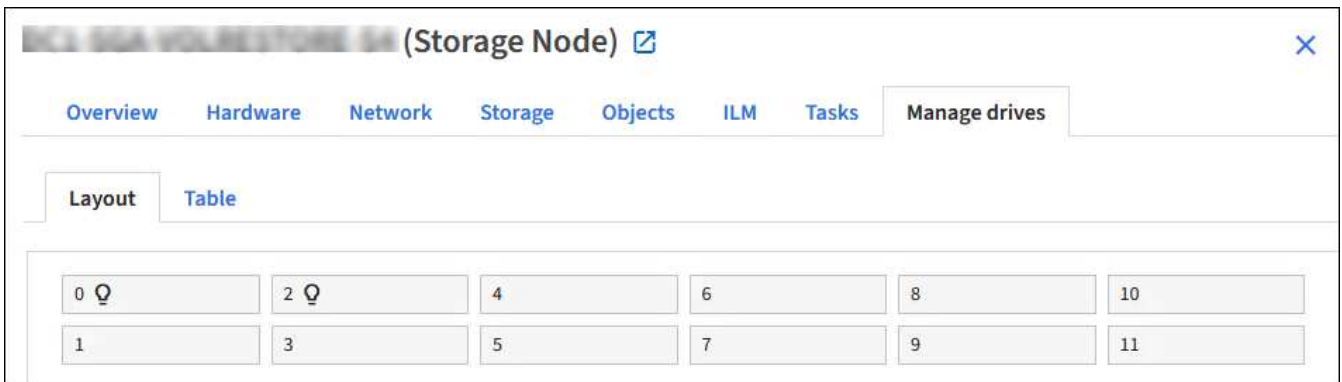 (Storage Node)
Overview Hardware Network Storage Objects ILM Tasks Manage drives
Layout Table
0 2 4 6 8 10
1 3 5 7 9 11